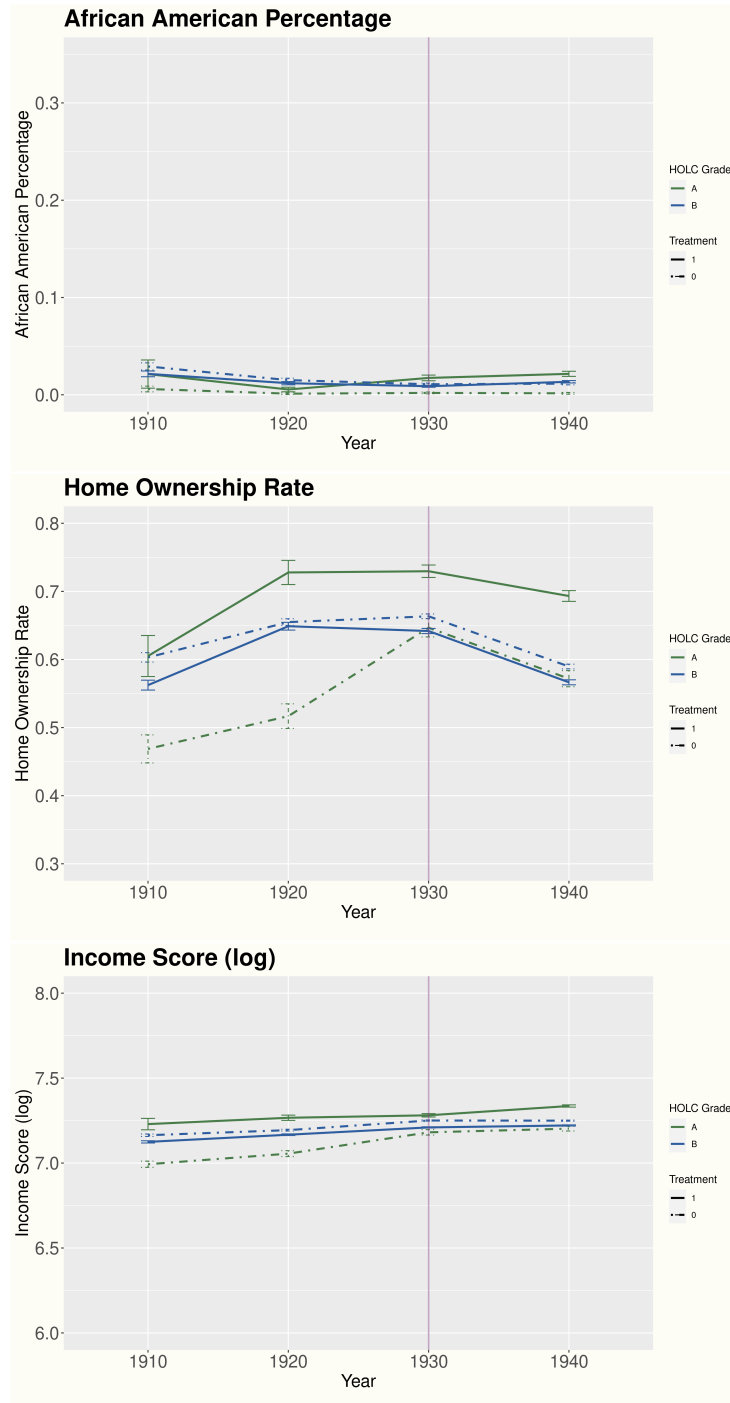 African American Percentage
African American Percentage
0.3
0.2
0.1
0.0
1910 1920 1930 1940
Year
HOLC Grade
A
B
Treatment
1
0
Home Ownership Rate
Home Ownership Rate
0.8
0.7
0.6
0.5
0.4
0.3
1910 1920 1930 1940
Year
HOLC Grade
A
B
Treatment
1
0
Income Score (log)
Income Score (log)
8.0
7.5
7.0
6.5
6.0
1910 1920 1930 1940
Year
HOLC Grade
A
B
Treatment
1
0